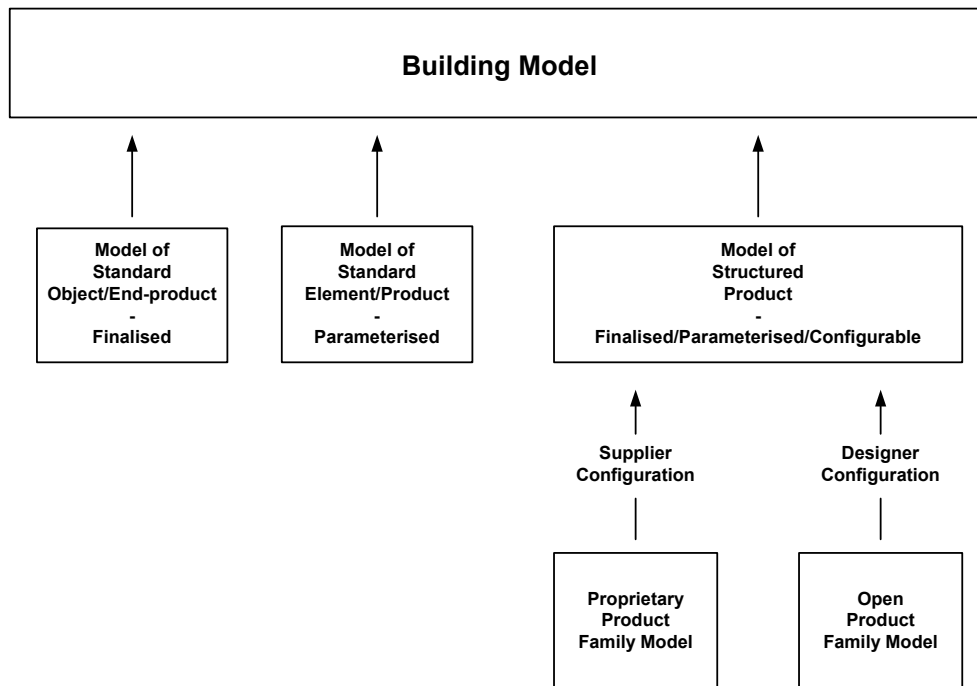 Building Model
Model of
Standard
Object/End-product
-
Finalised
Model of
Standard
Element/Product
-
Parameterised
Model of
Structured
Product
-
Finalised/Parameterised/Configurable
Supplier
Configuration
Designer
Configuration
Proprietary
Product
Family Model
Open
Product
Family Model